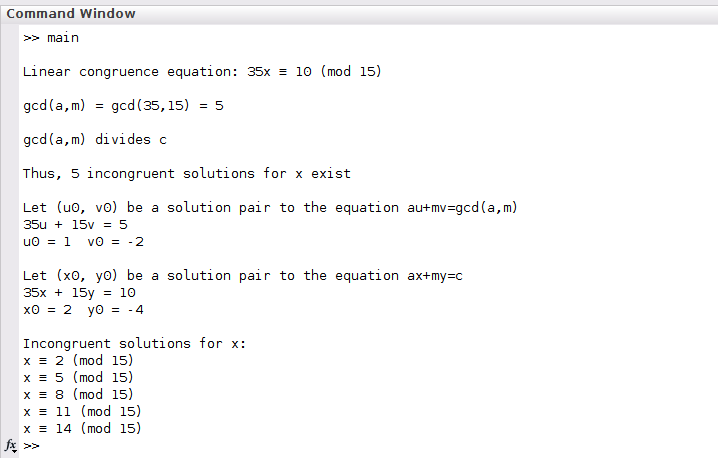 Command Window
>> main
Linear congruence equation: 35x ≡ 10 (mod 15)
gcd(a,m) = gcd(35,15) = 5
gcd(a,m) divides c
Thus, 5 incongruent solutions for x exist
Let (u0, v0) be a solution pair to the equation au+mv=gcd(a,m)
35u + 15v = 5
u0 = 1  v0 = -2
Let (x0, y0) be a solution pair to the equation ax+my=c
35x + 15y = 10
x0 = 2  y0 = -4
Incongruent solutions for x:
x ≡ 2 (mod 15)
x ≡ 5 (mod 15)
x ≡ 8 (mod 15)
x ≡ 11 (mod 15)
x ≡ 14 (mod 15)
fx >>